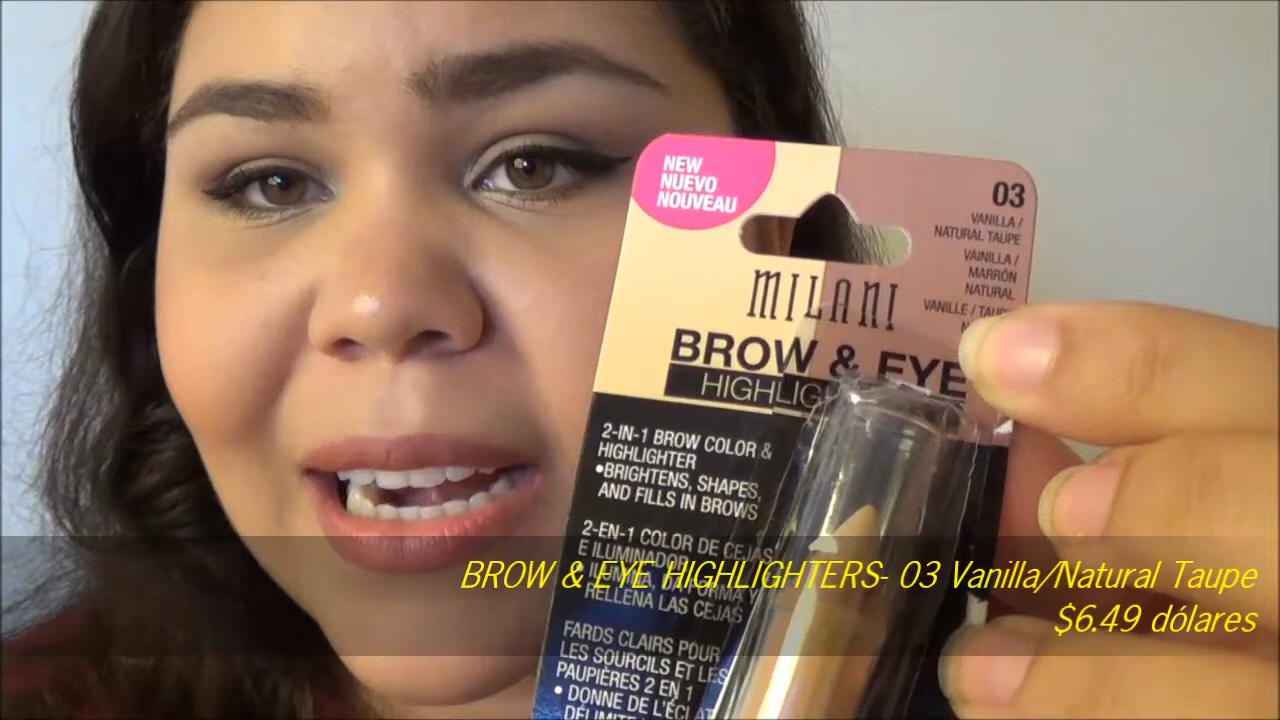 NEW
NUEVO
NOUVEAU
03
VANILLA /
NATURAL TAUPE
VAINILLA /
MARRÓN
NATURAL
VANILLE /
MILANI
BROW & EYE
2-IN-1 BROW COLOR &
HIGHLIGHTER
•BRIGHTENS, SHAPES,
AND FILLS IN BROWS
2-EN-1 COLOR DE CEJAS
E ILUMINADOR
RELLENA LAS CEJAS
FARDS CLAIRS POUR
LES SOURCILS ET LES
PAUPIÈRES 2 EN 1
• DONNE DE L'ÉCLAT
BROW & EYE HIGHLIGHTERS- 03 Vanilla/Natural Taupe
$6.49 dólares